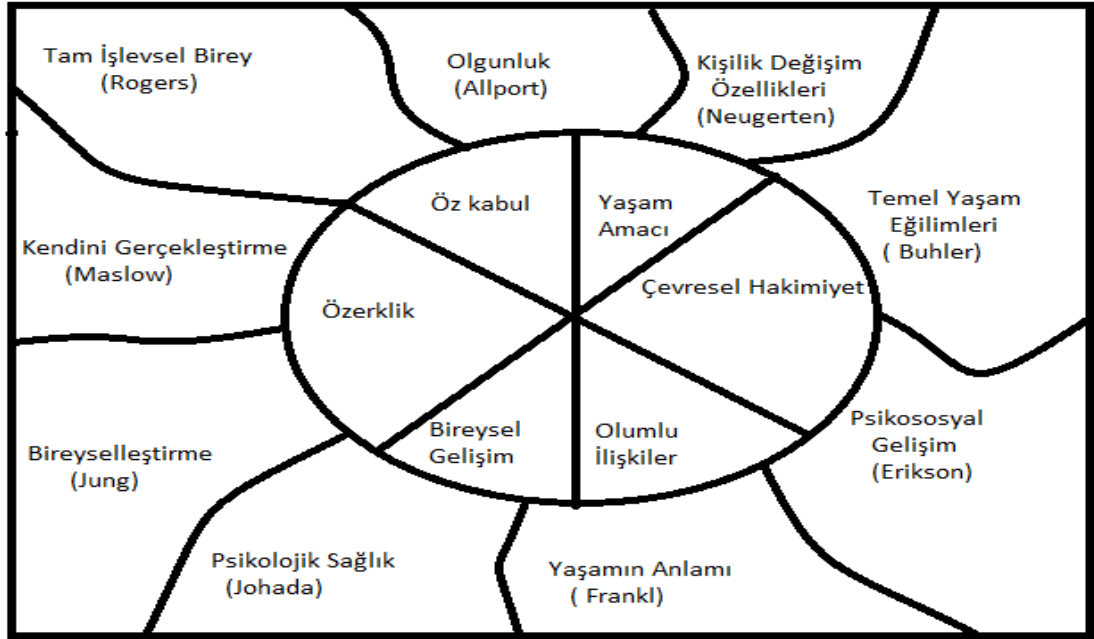 Tam İşlevsel Birey
(Rogers)
Olgunluk
(Allport)
Kişilik Değişim
Özellikleri
(Neugerten)
Öz kabul
Yaşam
Amacı
Temel Yaşam
Eğilimleri
( Buhler)
Kendini Gerçekleştirme
(Maslow)
Özerklik
Çevresel Hakimiyet
Bireysel
Gelişim
Olumlu
İlişkiler
Psikososyal
Gelişim
(Erikson)
Bireyselleştirme
(Jung)
Psikolojik Sağlık
(Johada)
Yaşamın Anlamı
( Frankl)